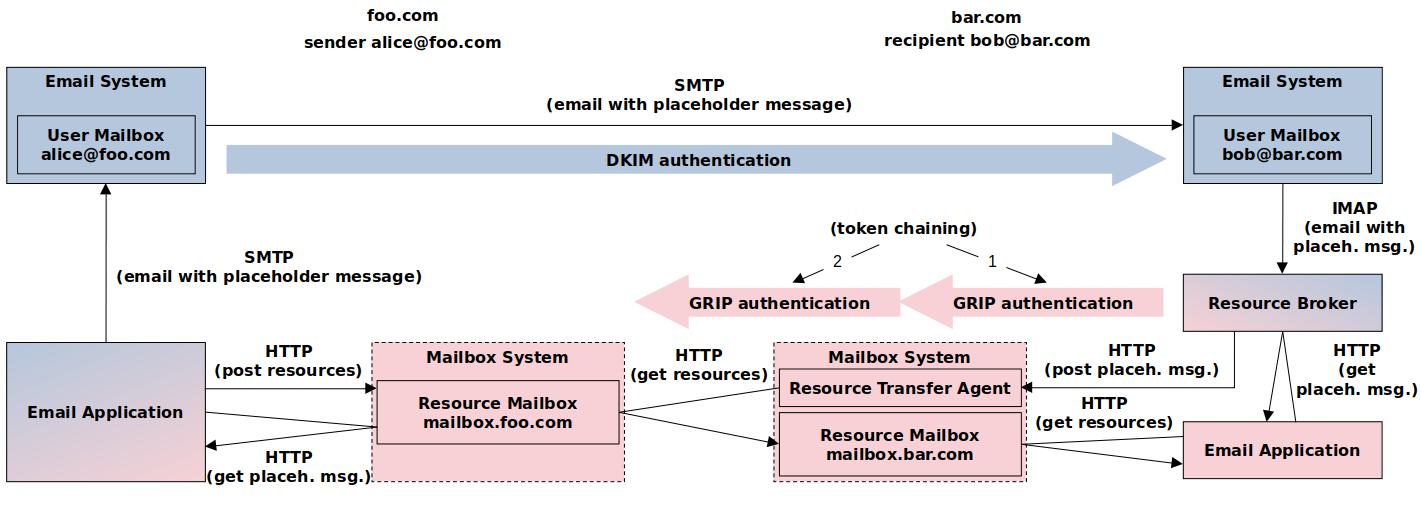 foo.com
sender alice@foo.com
bar.com
recipient bob@bar.com
Email System
User Mailbox
alice@foo.com
SMTP
(email with placeholder message)
DKIM authentication
Email System
User Mailbox
bob@bar.com
IMAP
(email with
placeh. msg.)
SMTP
(email with placeholder message)
(token chaining)
2
1
GRIP authentication
GRIP authentication
Resource Broker
Email Application
HTTP
(post resources)
HTTP
(get placeh. msg.)
Mailbox System
Resource Mailbox
mailbox.foo.com
HTTP
(get resources)
Mailbox System
Resource Transfer Agent
Resource Mailbox
mailbox.bar.com
HTTP
(post placeh. msg.)
HTTP
(get resources)
HTTP
(get
placeh. msg.)
Email Application